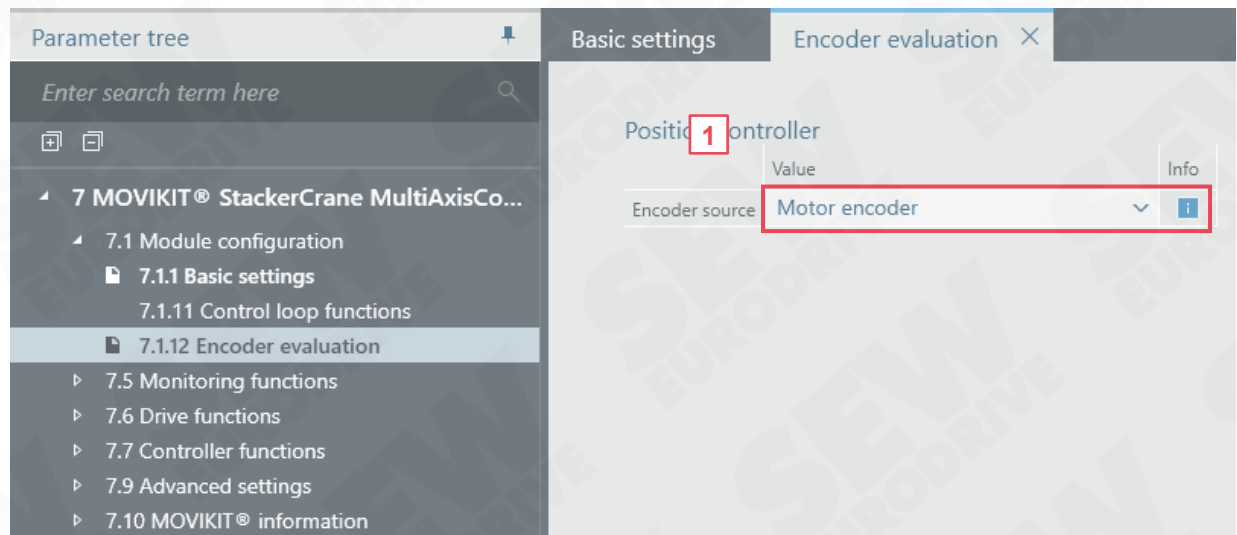 Parameter tree
Enter search term here
7 MOVIKIT® StackerCrane MultiAxisCo...
7.1 Module configuration
7.1.1 Basic settings
7.1.11 Control loop functions
7.1.12 Encoder evaluation
7.5 Monitoring functions
7.6 Drive functions
7.7 Controller functions
7.9 Advanced settings
7.10 MOVIKIT® information
Basic settings
Encoder evaluation
1
Value
Info
Encoder source
Motor encoder
i
SEW
EURODRIVE